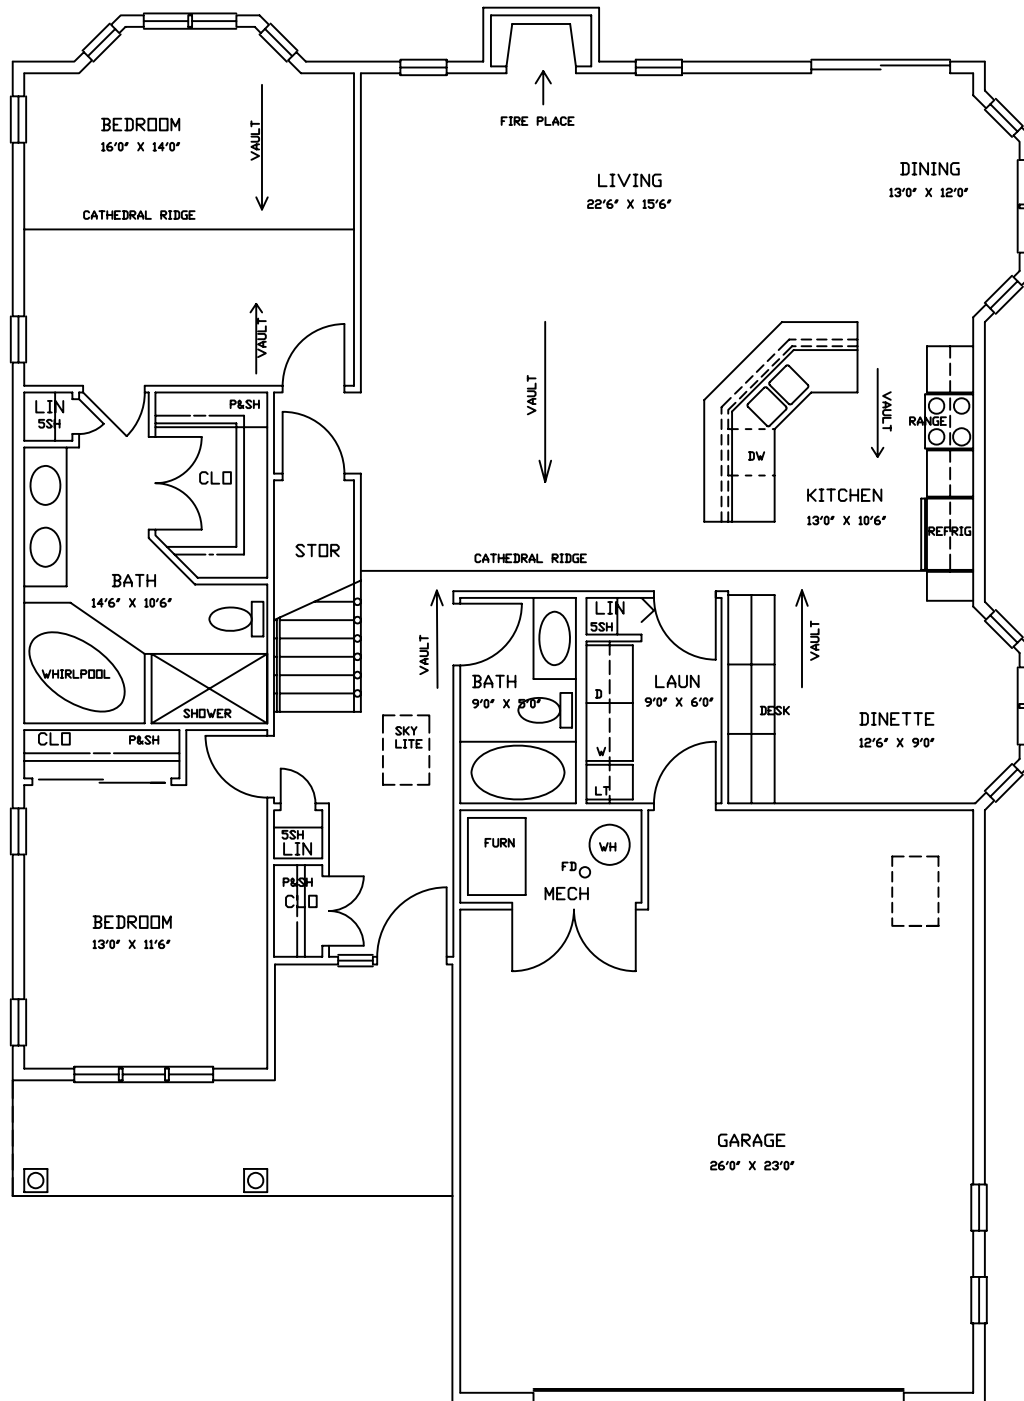 BEDROOM
16'0" X 14'0"
VAULT
CATHEDRAL RIDGE
VAULT
FIRE PLACE
LIVING
22'6" X 15'6"
DINING
13'0" X 12'0"
VAULT
VAULT
RANGE
DW
KITCHEN
13'0" X 10'6"
REFRIG
CATHEDRAL RIDGE
LIN
5SH
P&SH
CLO
STOR
BATH
14'6" X 10'6"
WHIRLPOOL
SHOWER
CLO
P&SH
VAULT
SKY
LITE
BATH
9'0" X 5'0"
LIN
5SH
D
W
LT
LAUN
9'0" X 6'0"
DESK
VAULT
DINETTE
12'6" X 9'0"
5SH
LIN
P&SH
CLO
FURN
WH
FD
MECH
BEDROOM
13'0" X 11'6"
GARAGE
26'0" X 23'0"